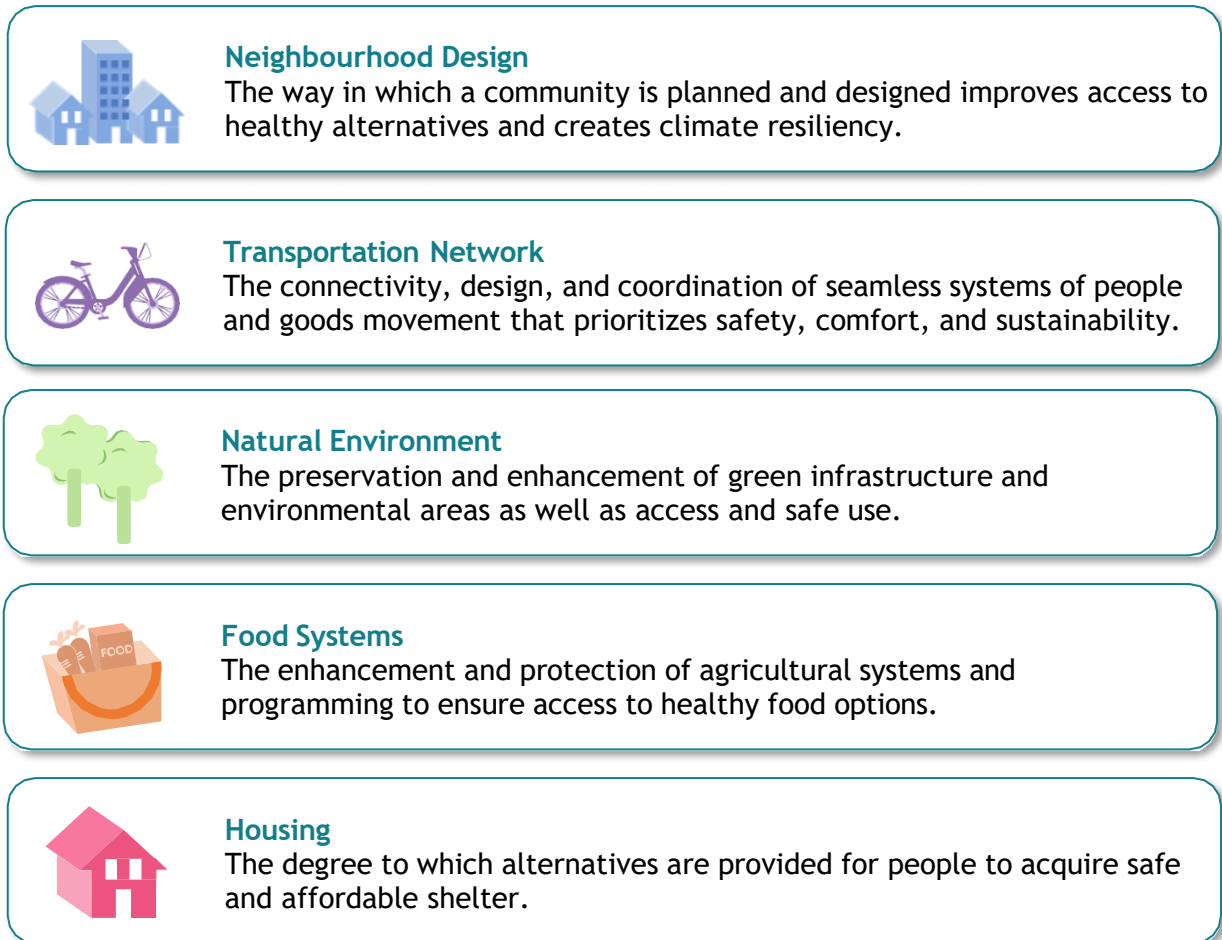 Neighbourhood Design
The way in which a community is planned and designed improves access to
healthy alternatives and creates climate resiliency.
Transportation Network
The connectivity, design, and coordination of seamless systems of people
and goods movement that prioritizes safety, comfort, and sustainability.
Natural Environment
The preservation and enhancement of green infrastructure and
environmental areas as well as access and safe use.
FOOD
Food Systems
The enhancement and protection of agricultural systems and
programming to ensure access to healthy food options.
Housing
The degree to which alternatives are provided for people to acquire safe
and affordable shelter.